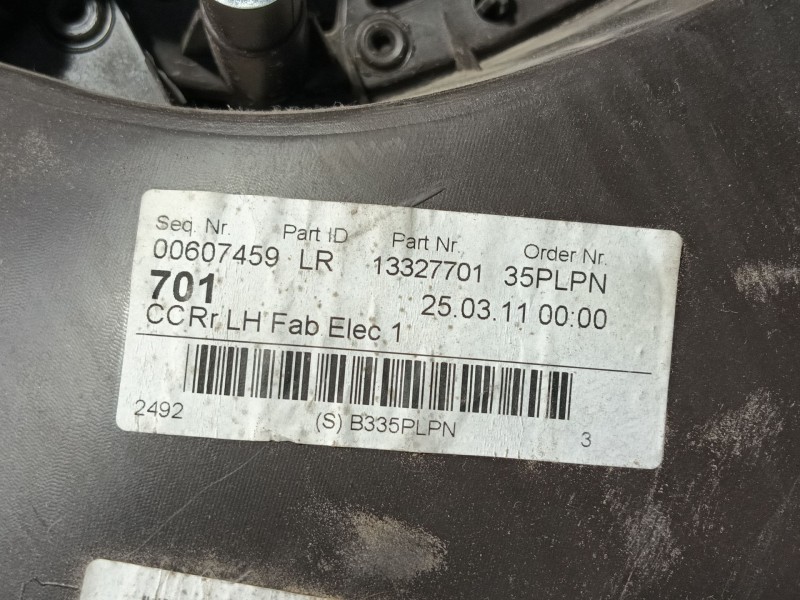 Seq. Nr. Part ID Part Nr. Order Nr.
00607459 LR 13327701 35PLPN
701 25.03.11 00:00
CCRr LH Fab Elec 1
2492 (S) B335PLPN 3